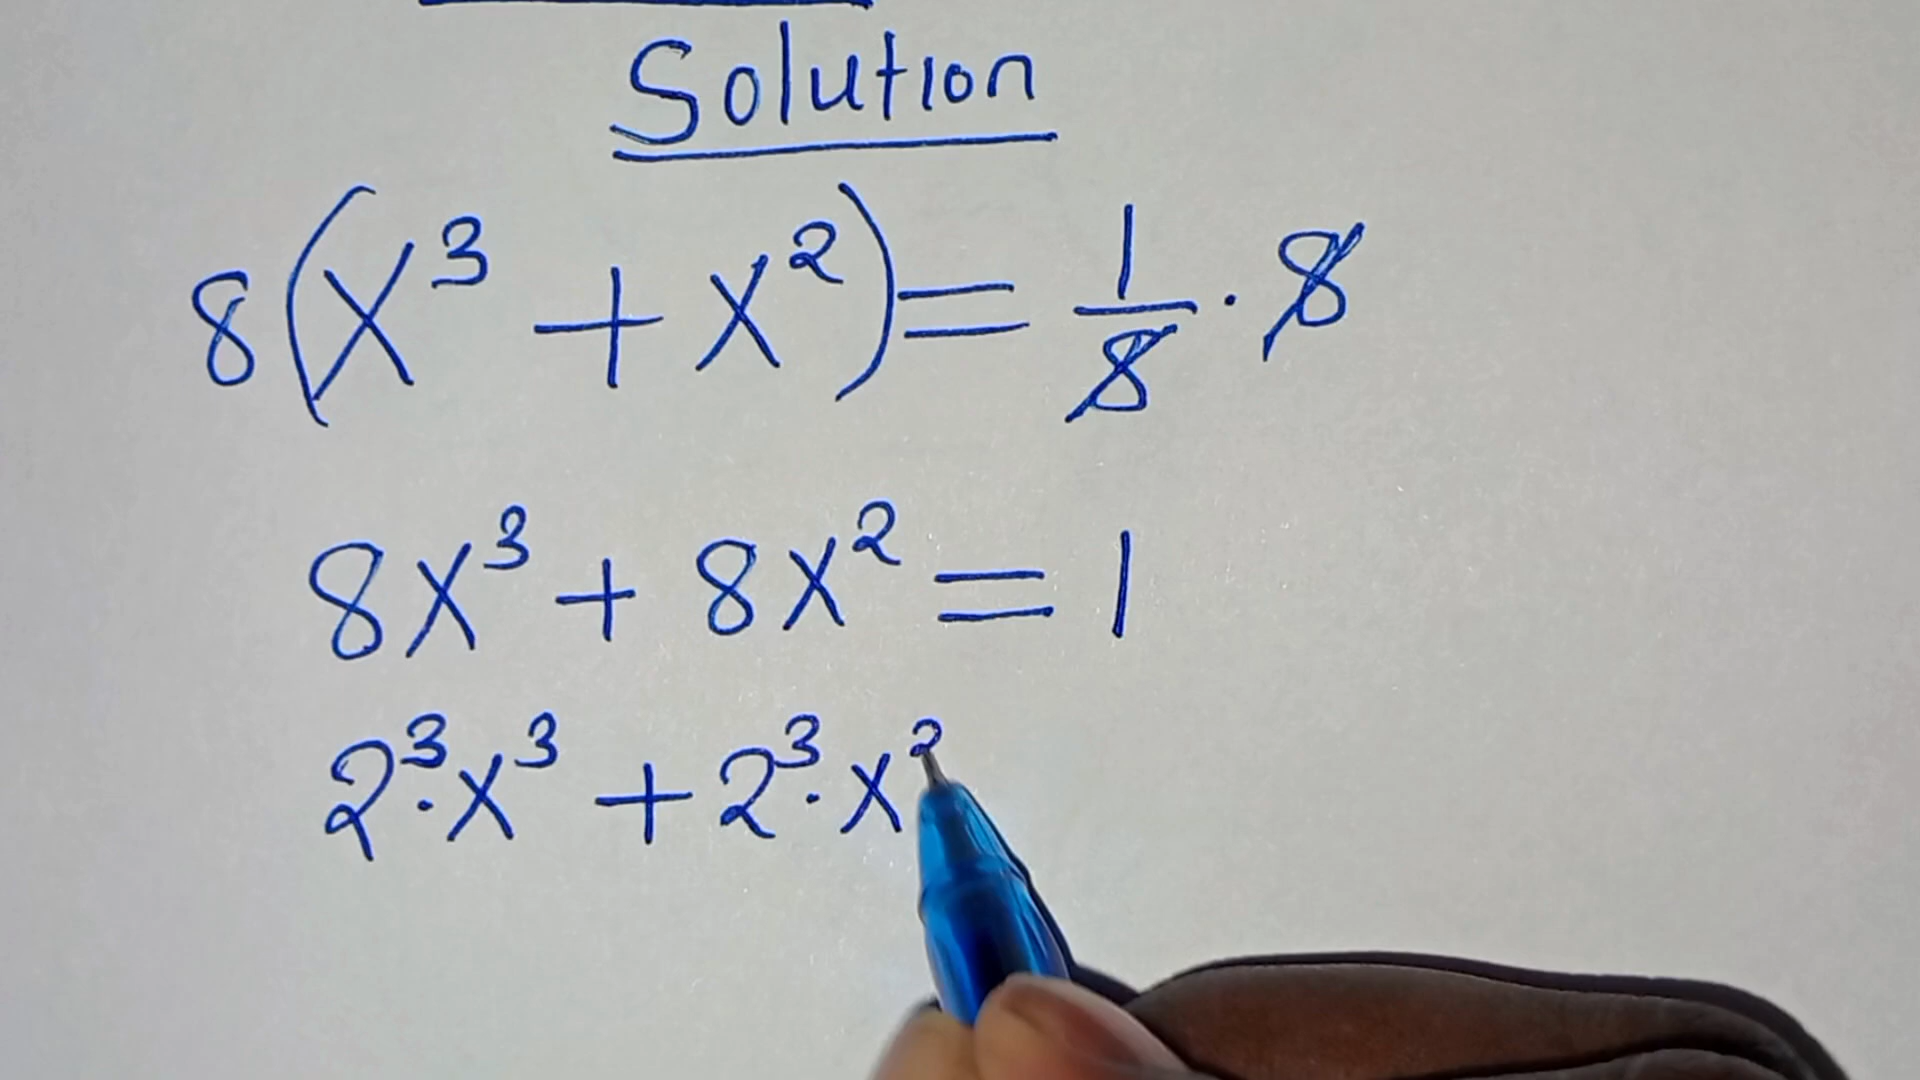 Solution
8(x³ + x²) = 1/8 · 8
8x³ + 8x² = 1
2³·x³ + 2³·x²